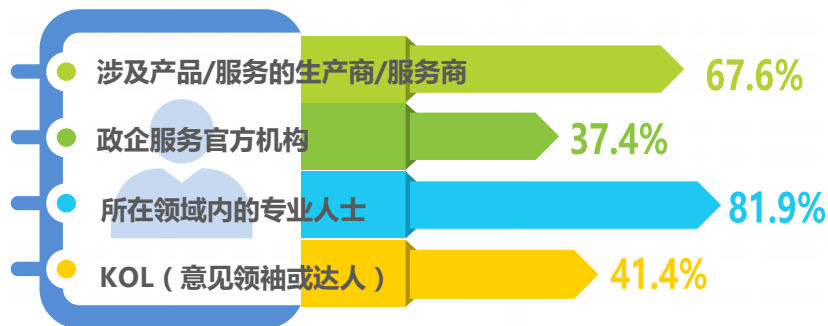 涉及产品/服务的生产商/服务商 67.6%
政企服务官方机构 37.4%
所在领域内的专业人士 81.9%
KOL（意见领袖或达人） 41.4%